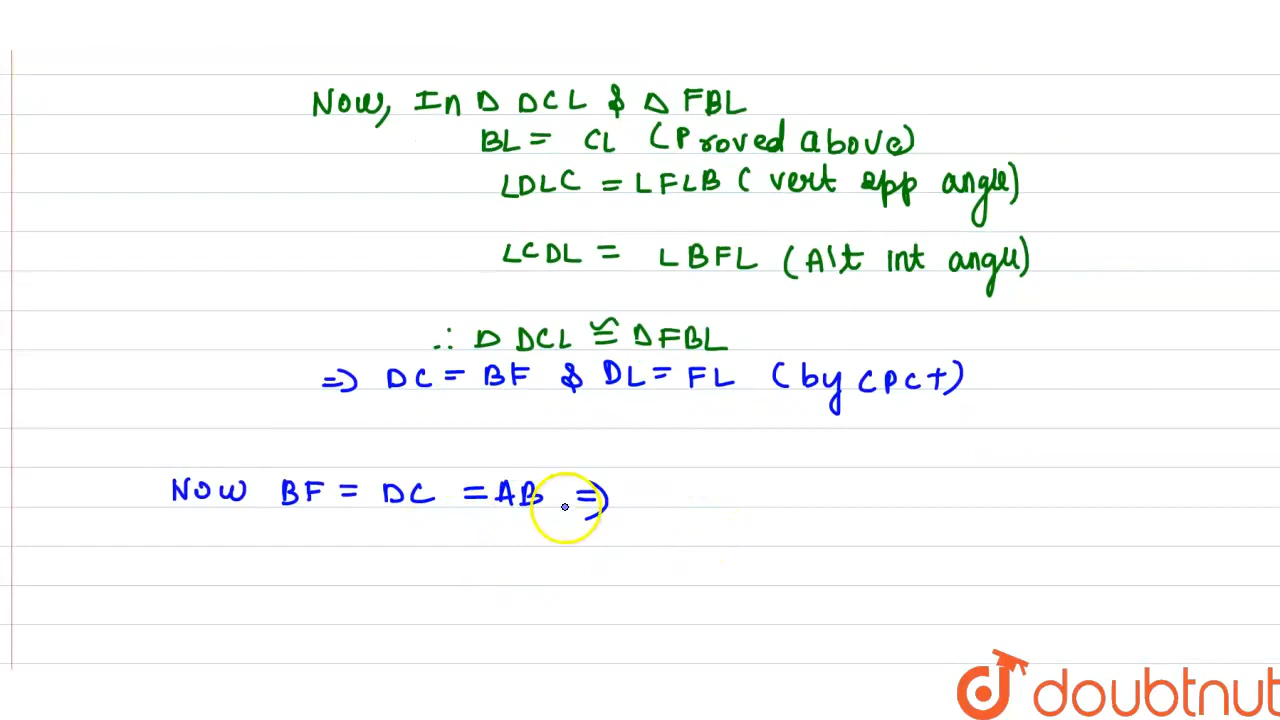 Now, In Δ DCL & Δ FBL
BL = CL (Proved above)
∠DLC = ∠FLB (vert opp angle)
∠CDL = ∠BFL (Alt int angle)
∴ Δ DCL ≅ Δ FBL
⇒ DC = BF & DL = FL (by CPCT)
Now BF = DC = AB ⇒
doubtnut